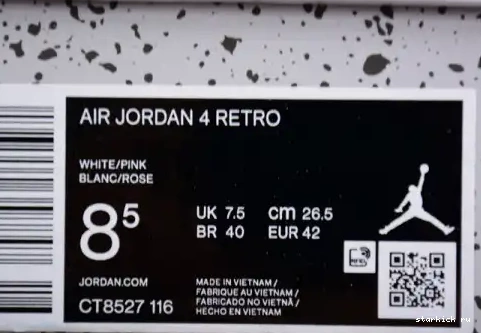 AIR JORDAN 4 RETRO
WHITE/PINK
BLANC/ROSE
8⁵
UK 7.5 cm 26.5
BR 40 EUR 42
JORDAN.COM
CT8527 116
MADE IN VIETNAM /
FABRIQUE AU VIETNAM /
FABRICADO NO VIETNÃ /
HECHO EN VIETNAM